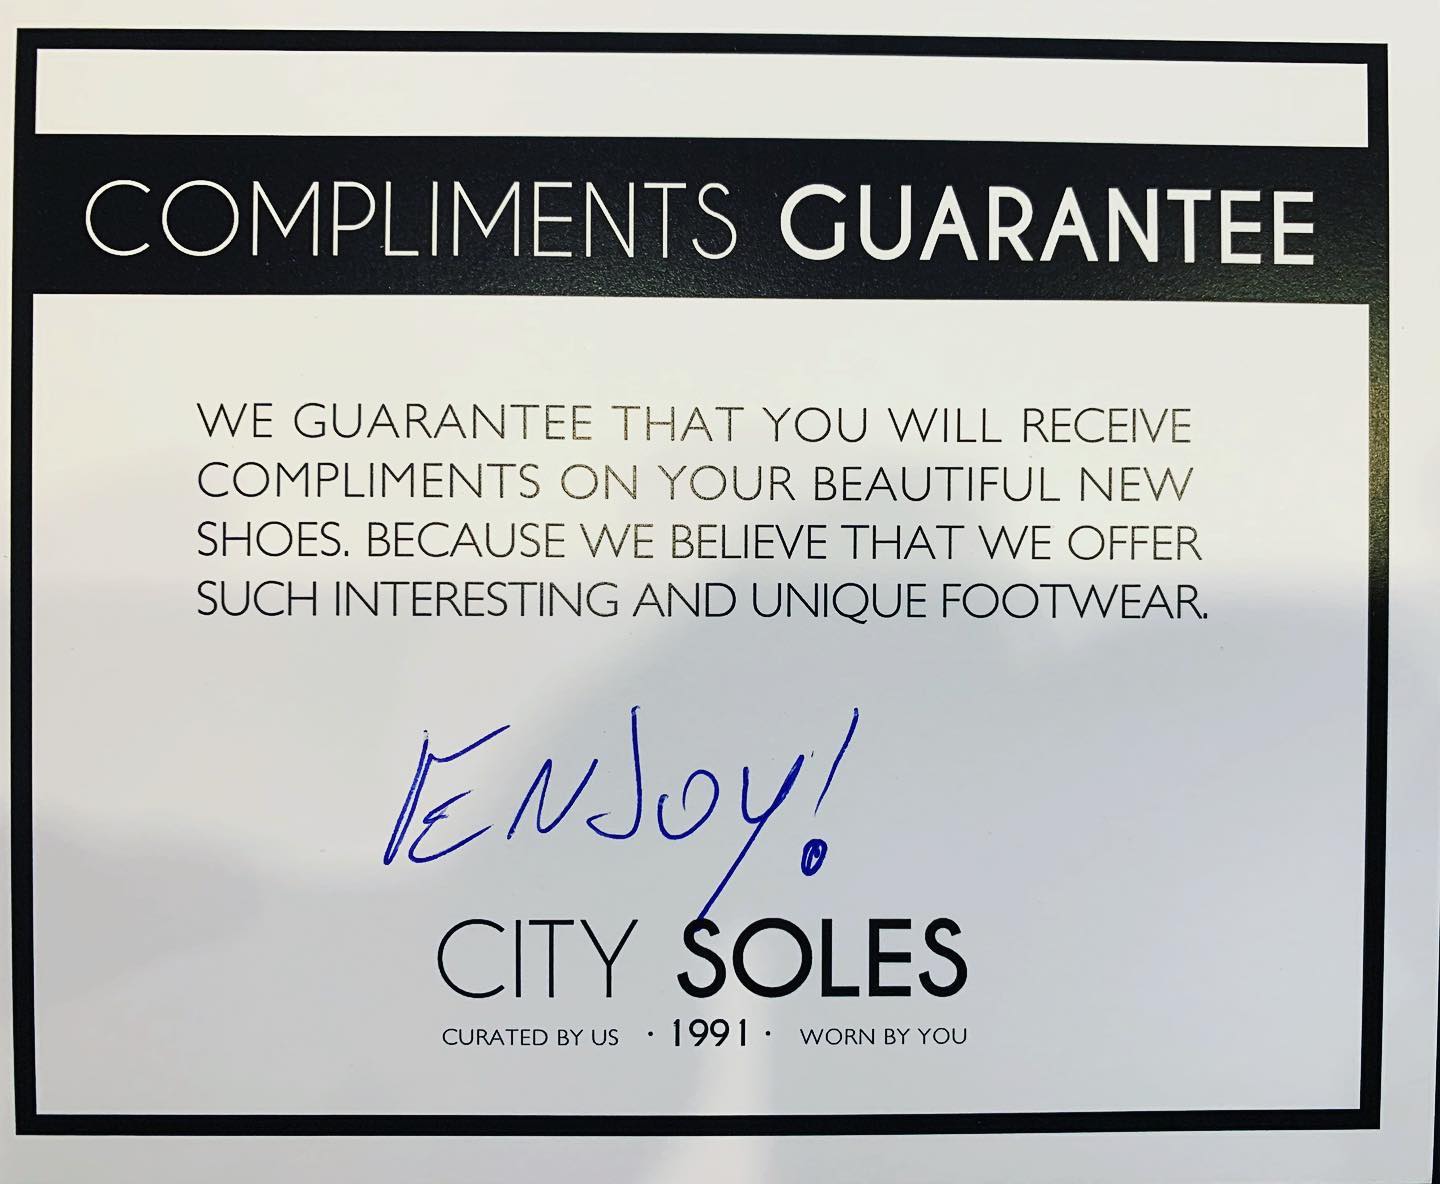 COMPLIMENTS GUARANTEE
WE GUARANTEE THAT YOU WILL RECEIVE
COMPLIMENTS ON YOUR BEAUTIFUL NEW
SHOES. BECAUSE WE BELIEVE THAT WE OFFER
SUCH INTERESTING AND UNIQUE FOOTWEAR.
ENJOY!
CITY SOLES
CURATED BY US · 1991 · WORN BY YOU